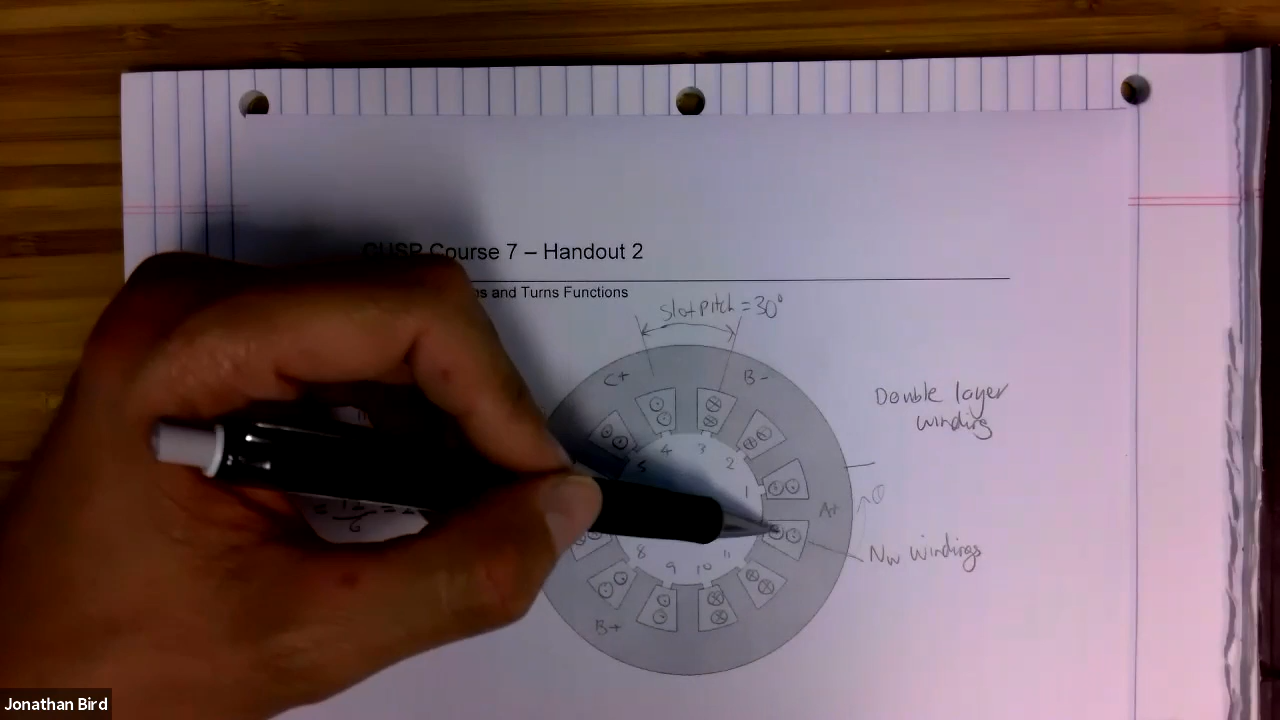 Course 7 – Handout 2
and Turns Functions
Slot Pitch = 30°
C+
B-
Double layer
winding
4
3
5
2
1
A+
θ
Nw windings
8
9
10
11
B+
Jonathan Bird